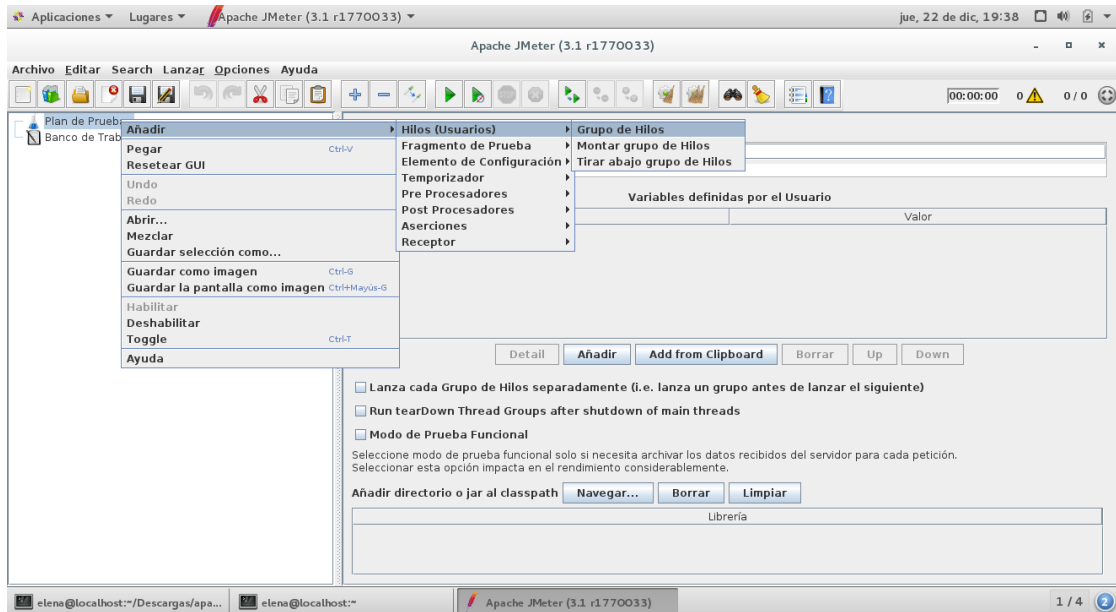 Aplicaciones Lugares Apache JMeter (3.1 r1770033) jue, 22 de dic, 19:38
Apache JMeter (3.1 r1770033)
Archivo Editar Search Lanzar Opciones Ayuda
00:00:00 0 0 / 0
Plan de Prueb
Banco de Trab
Añadir
Pegar Ctrl-V
Resetear GUI
Undo
Redo
Abrir...
Mezclar
Guardar selección como...
Guardar como imagen Ctrl-G
Guardar la pantalla como imagen Ctrl+Mayús-G
Habilitar
Deshabilitar
Toggle Ctrl-T
Ayuda
Hilos (Usuarios)
Fragmento de Prueba
Elemento de Configuración
Temporizador
Pre Procesadores
Post Procesadores
Aserciones
Receptor
Grupo de Hilos
Montar grupo de Hilos
Tirar abajo grupo de Hilos
Variables definidas por el Usuario
Valor
Detail Añadir Add from Clipboard Borrar Up Down
Lanza cada Grupo de Hilos separadamente (i.e. lanza un grupo antes de lanzar el siguiente)
Run tearDown Thread Groups after shutdown of main threads
Modo de Prueba Funcional
Seleccione modo de prueba funcional solo si necesita archivar los datos recibidos del servidor para cada petición.
Seleccionar esta opción impacta en el rendimiento considerablemente.
Añadir directorio o jar al classpath Navegar... Borrar Limpiar
Librería
elena@localhost:~/Descargas/apa... elena@localhost:~ Apache JMeter (3.1 r1770033) 1 / 4 2